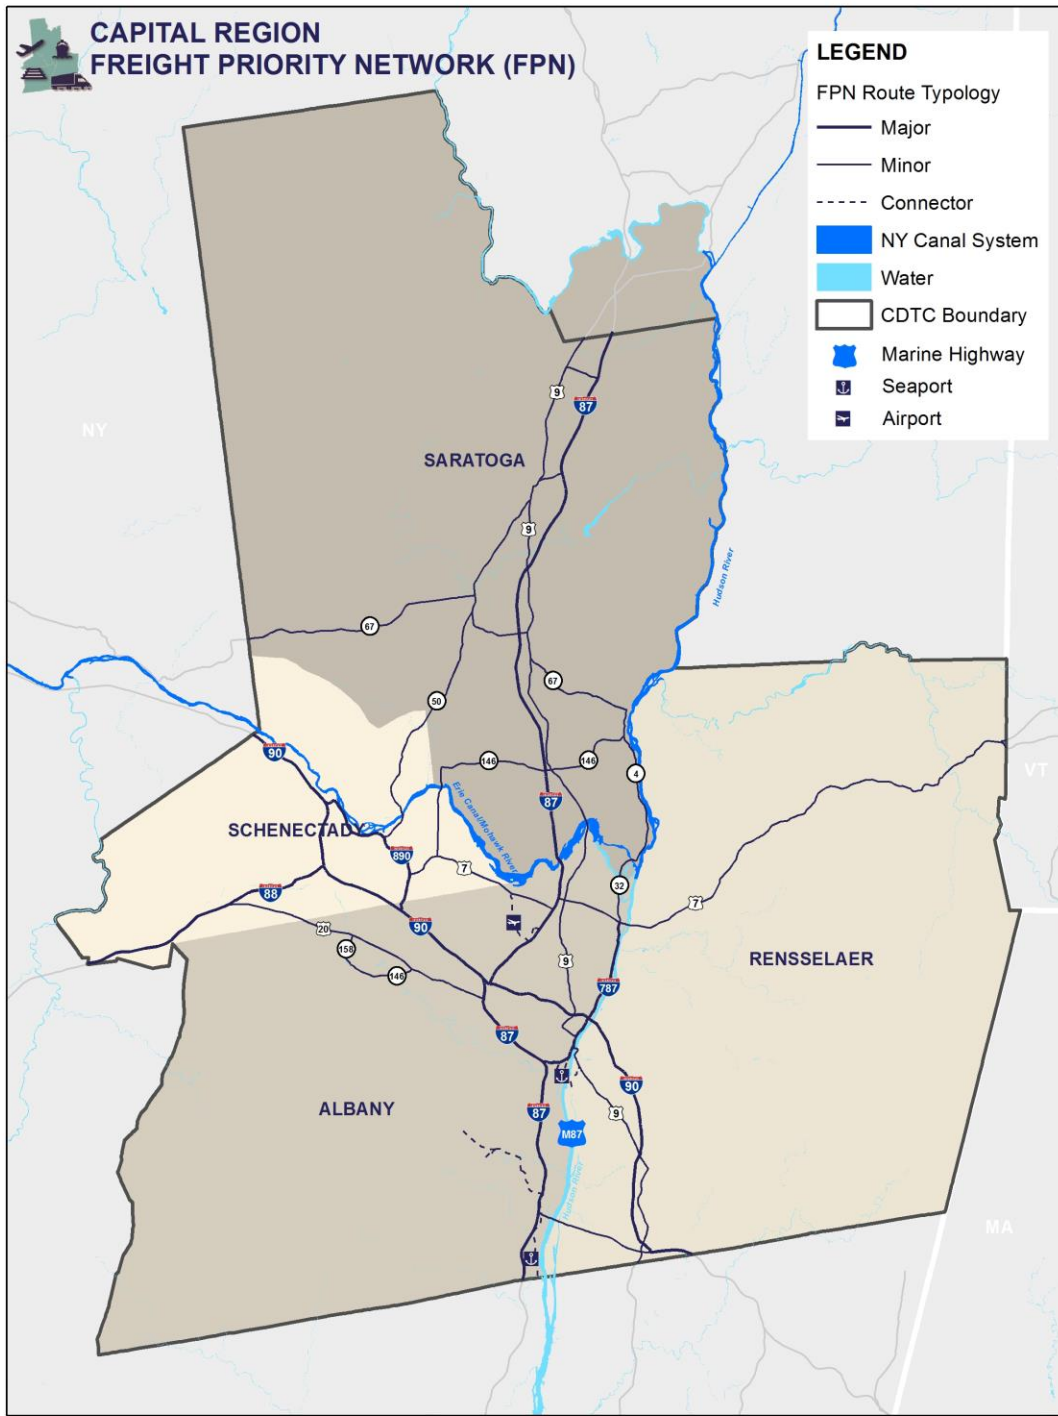 CAPITAL REGION
FREIGHT PRIORITY NETWORK (FPN)
LEGEND
FPN Route Typology
Major
Minor
Connector
NY Canal System
Water
CDTC Boundary
Marine Highway
Seaport
Airport
9
87
NY
SARATOGA
9
Hudson River
67
67
50
90
146
146
4
VT
87
Erie Canal/Mohawk River
SCHENECTADY
890
7
32
88
7
90
20
158
146
9
RENSSELAER
787
87
90
ALBANY
87
9
M87
Hudson River
MA